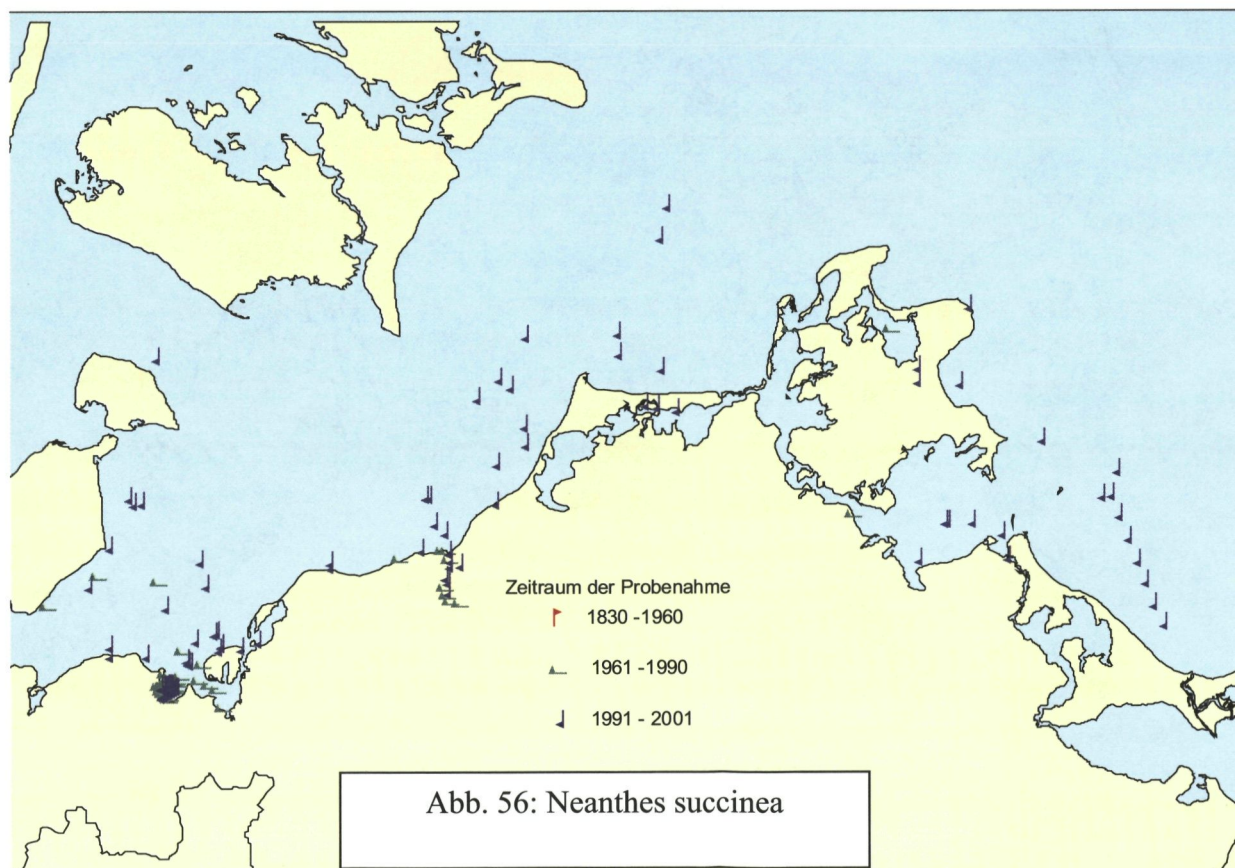 Zeitraum der Probenahme
1830 -1960
1961 -1990
1991 - 2001
Abb. 56: Neanthes succinea